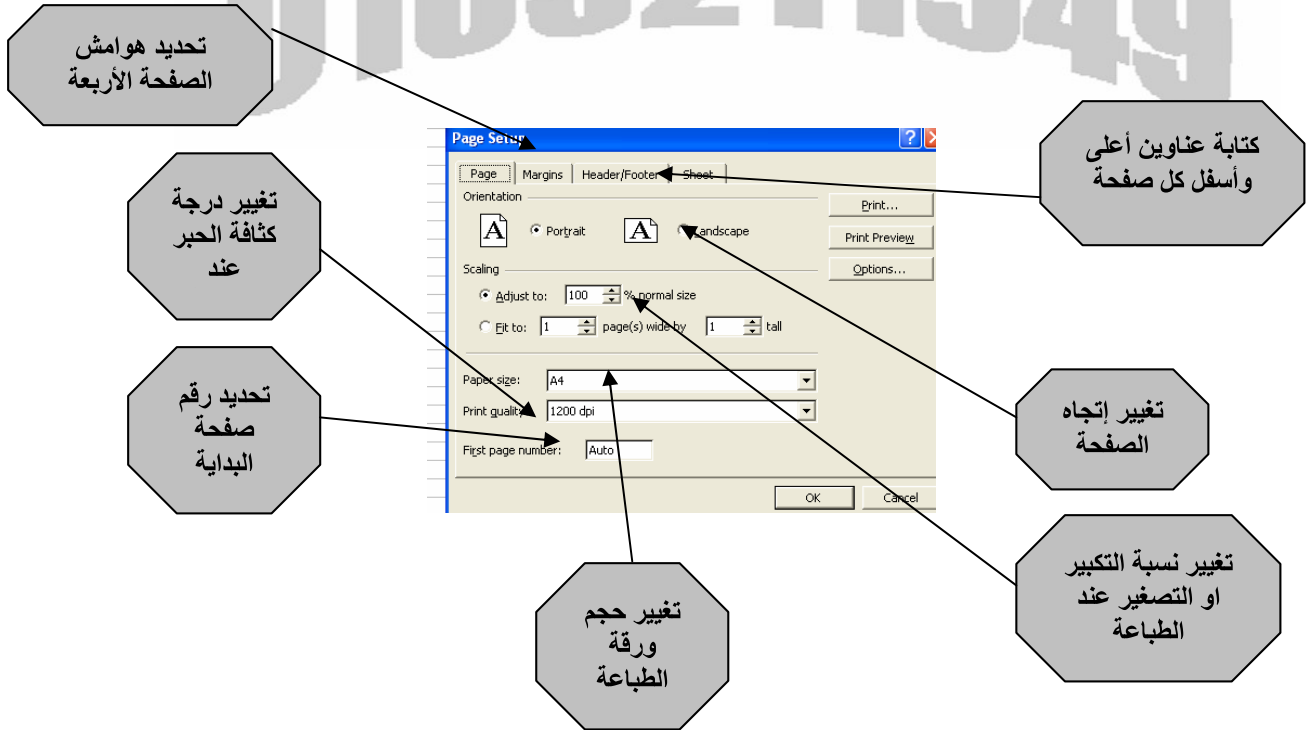 تحديد هوامش
الصفحة الأربعة
كتابة عناوين أعلى
وأسفل كل صفحة
تغيير درجة
كثافة الحبر
عند
تحديد رقم
صفحة
البداية
Page Setup
Page Margins Header/Footer Sheet
Orientation
A Portrait A Landscape
Print...
Print Preview
Options...
Scaling
Adjust to: 100 % normal size
Fit to: 1 page(s) wide by 1 tall
Paper size: A4
Print quality: 1200 dpi
First page number: Auto
OK Cancel
تغيير إتجاه
الصفحة
تغيير نسبة التكبير
او التصغير عند
الطباعة
تغيير حجم
ورقة
الطباعة